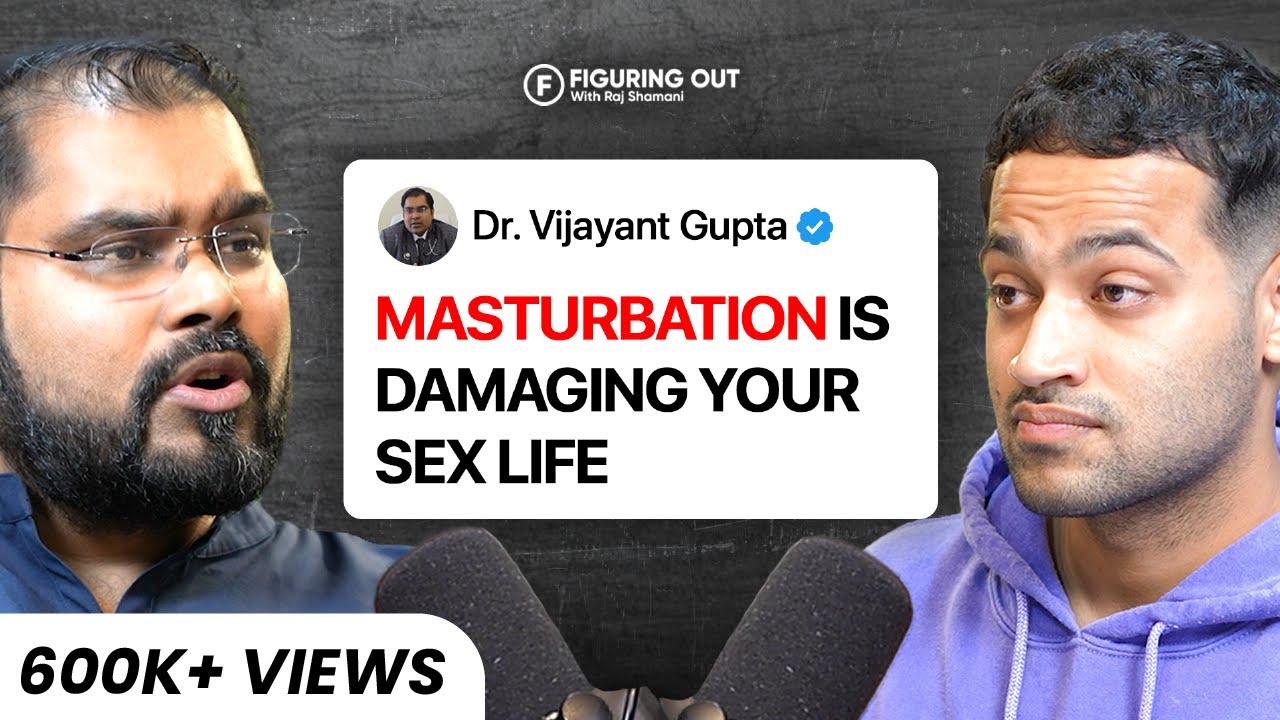 F
FIGURING OUT
With Raj Shamani
Dr. Vijayant Gupta
MASTURBATION IS
DAMAGING YOUR
SEX LIFE
600K+ VIEWS